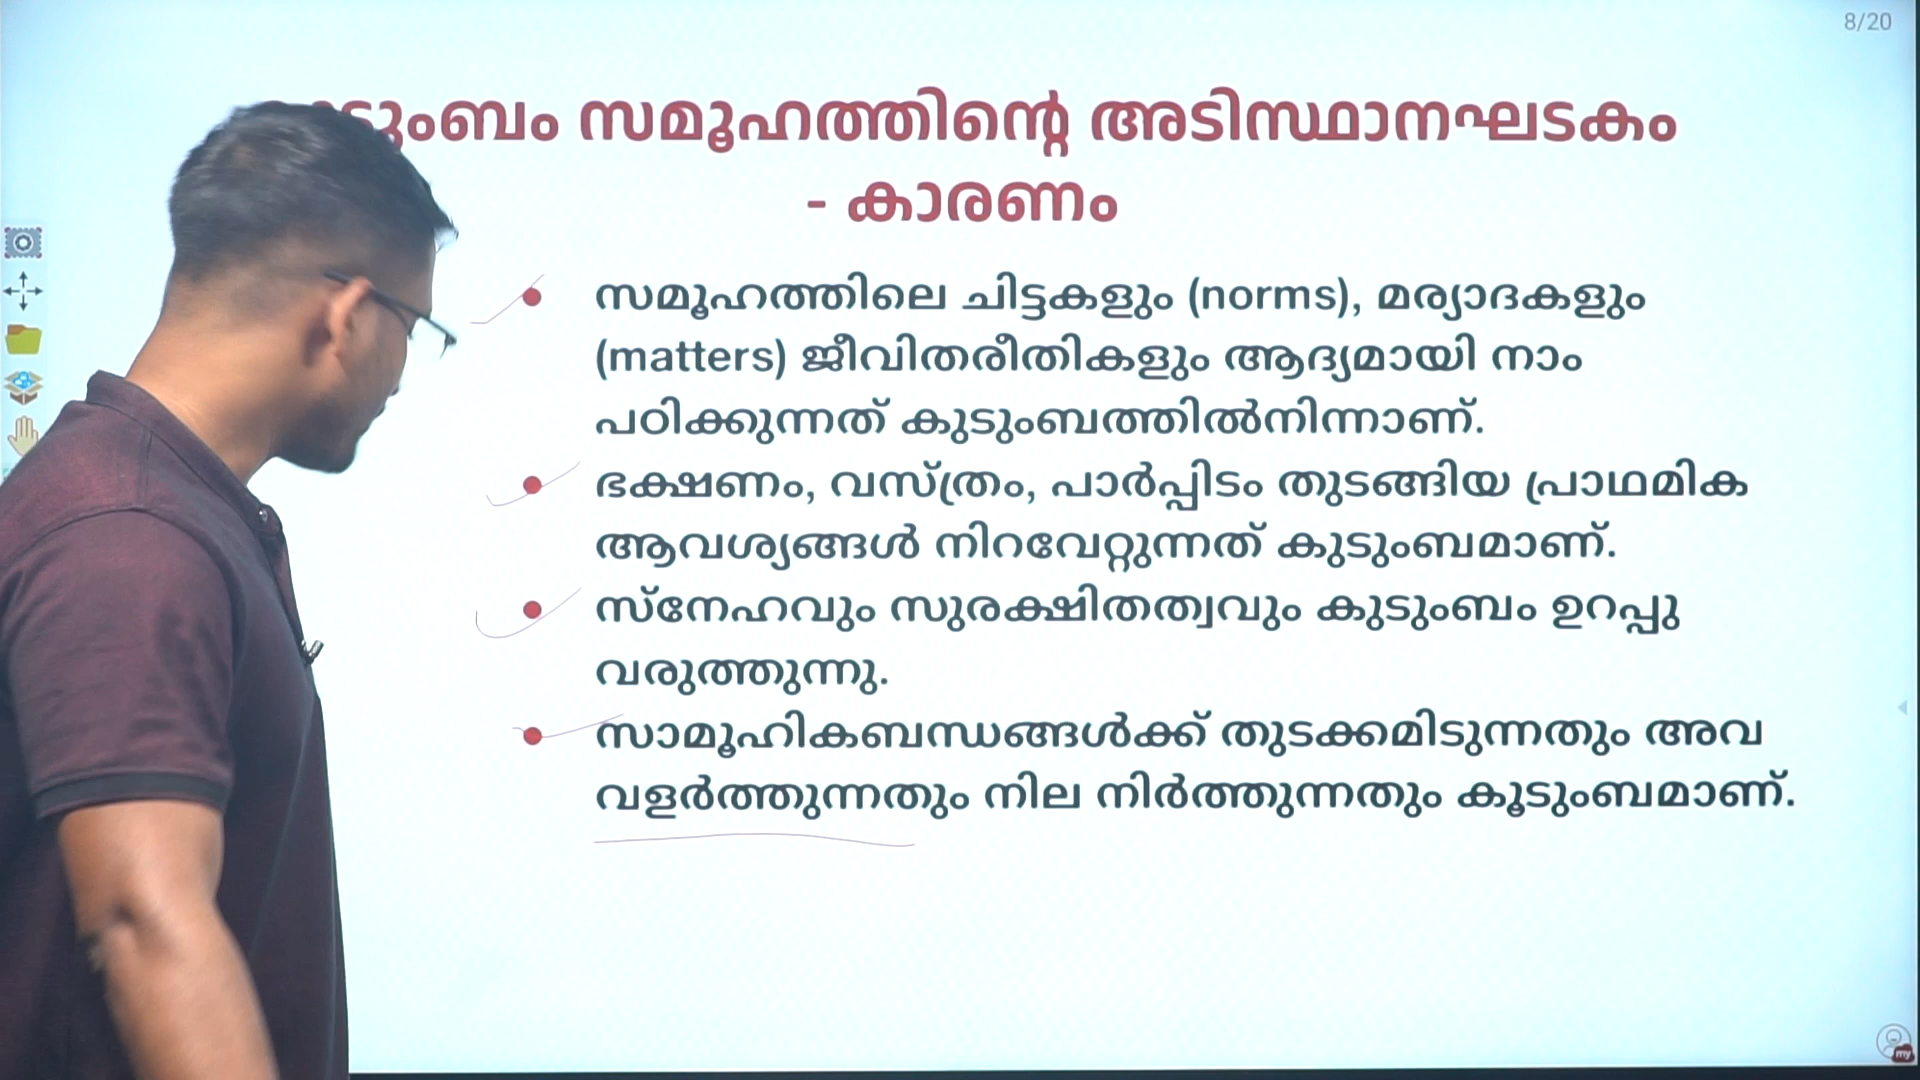 8/20
സമൂഹത്തിന്റെ അടിസ്ഥാനഘടകം
- കാരണം
സമൂഹത്തിലെ ചിട്ടകളും (norms), മര്യാദകളും
(matters) ജീവിതരീതികളും ആദ്യമായി നാം
പഠിക്കുന്നത് കുടുംബത്തിൽനിന്നാണ്.
ഭക്ഷണം, വസ്ത്രം, പാർപ്പിടം തുടങ്ങിയ പ്രാഥമിക
ആവശ്യങ്ങൾ നിറവേറ്റുന്നത് കുടുംബമാണ്.
സ്നേഹവും സുരക്ഷിതത്വവും കുടുംബം ഉറപ്പു
വരുത്തുന്നു.
സാമൂഹികബന്ധങ്ങൾക്ക് തുടക്കമിടുന്നതും അവ
വളർത്തുന്നതും നില നിർത്തുന്നതും കൂടുംബമാണ്.
my